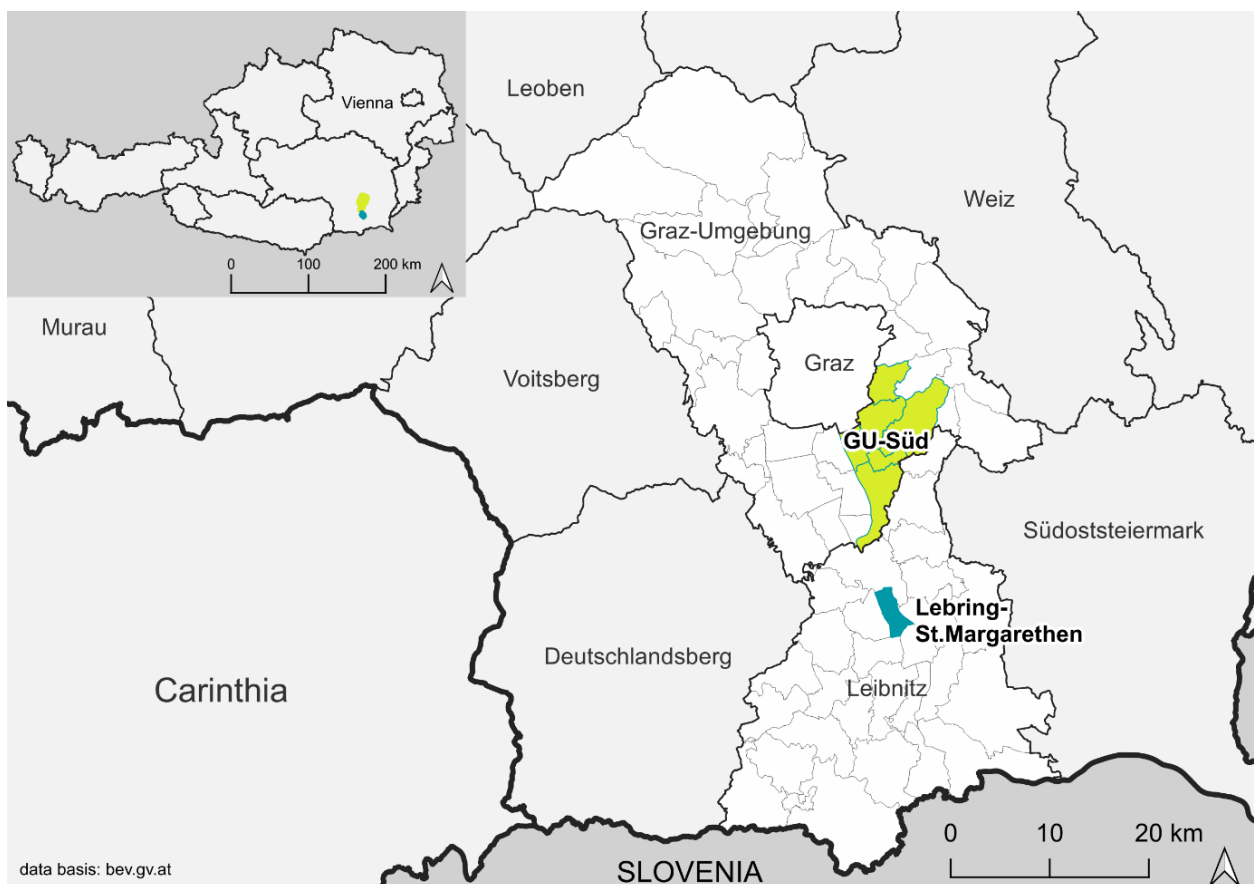 Vienna
0 100 200 km
Leoben
Weiz
Graz-Umgebung
Murau
Graz
Voitsberg
GU-Süd
Südoststeiermark
Lebring-
St.Margarethen
Deutschlandsberg
Carinthia
Leibnitz
0 10 20 km
data basis: bev.gv.at
SLOVENIA